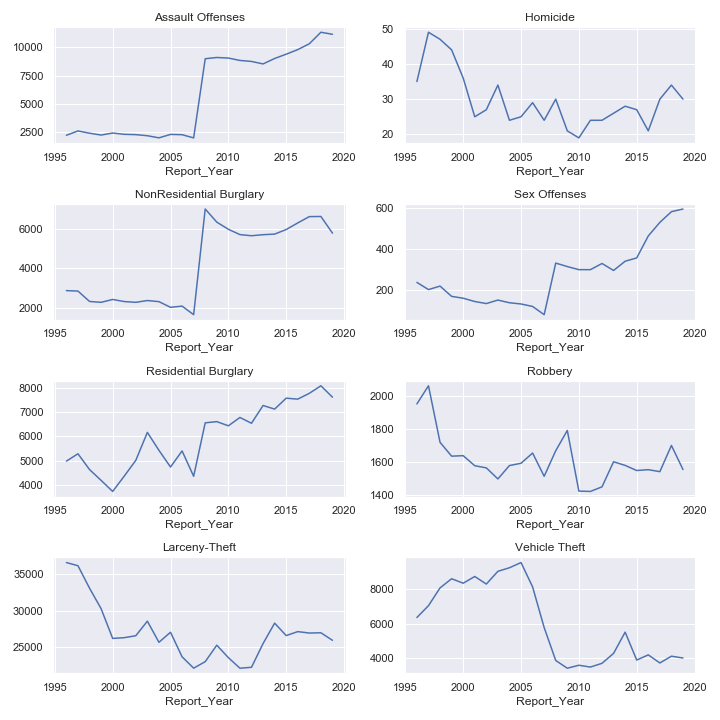 Assault Offenses
10000
7500
5000
2500
1995 2000 2005 2010 2015 2020
Report_Year
Homicide
50
40
30
20
1995 2000 2005 2010 2015 2020
Report_Year
NonResidential Burglary
6000
4000
2000
1995 2000 2005 2010 2015 2020
Report_Year
Sex Offenses
600
400
200
1995 2000 2005 2010 2015 2020
Report_Year
Residential Burglary
8000
7000
6000
5000
4000
1995 2000 2005 2010 2015 2020
Report_Year
Robbery
2000
1800
1600
1400
1995 2000 2005 2010 2015 2020
Report_Year
Larceny-Theft
35000
30000
25000
1995 2000 2005 2010 2015 2020
Report_Year
Vehicle Theft
8000
6000
4000
1995 2000 2005 2010 2015 2020
Report_Year